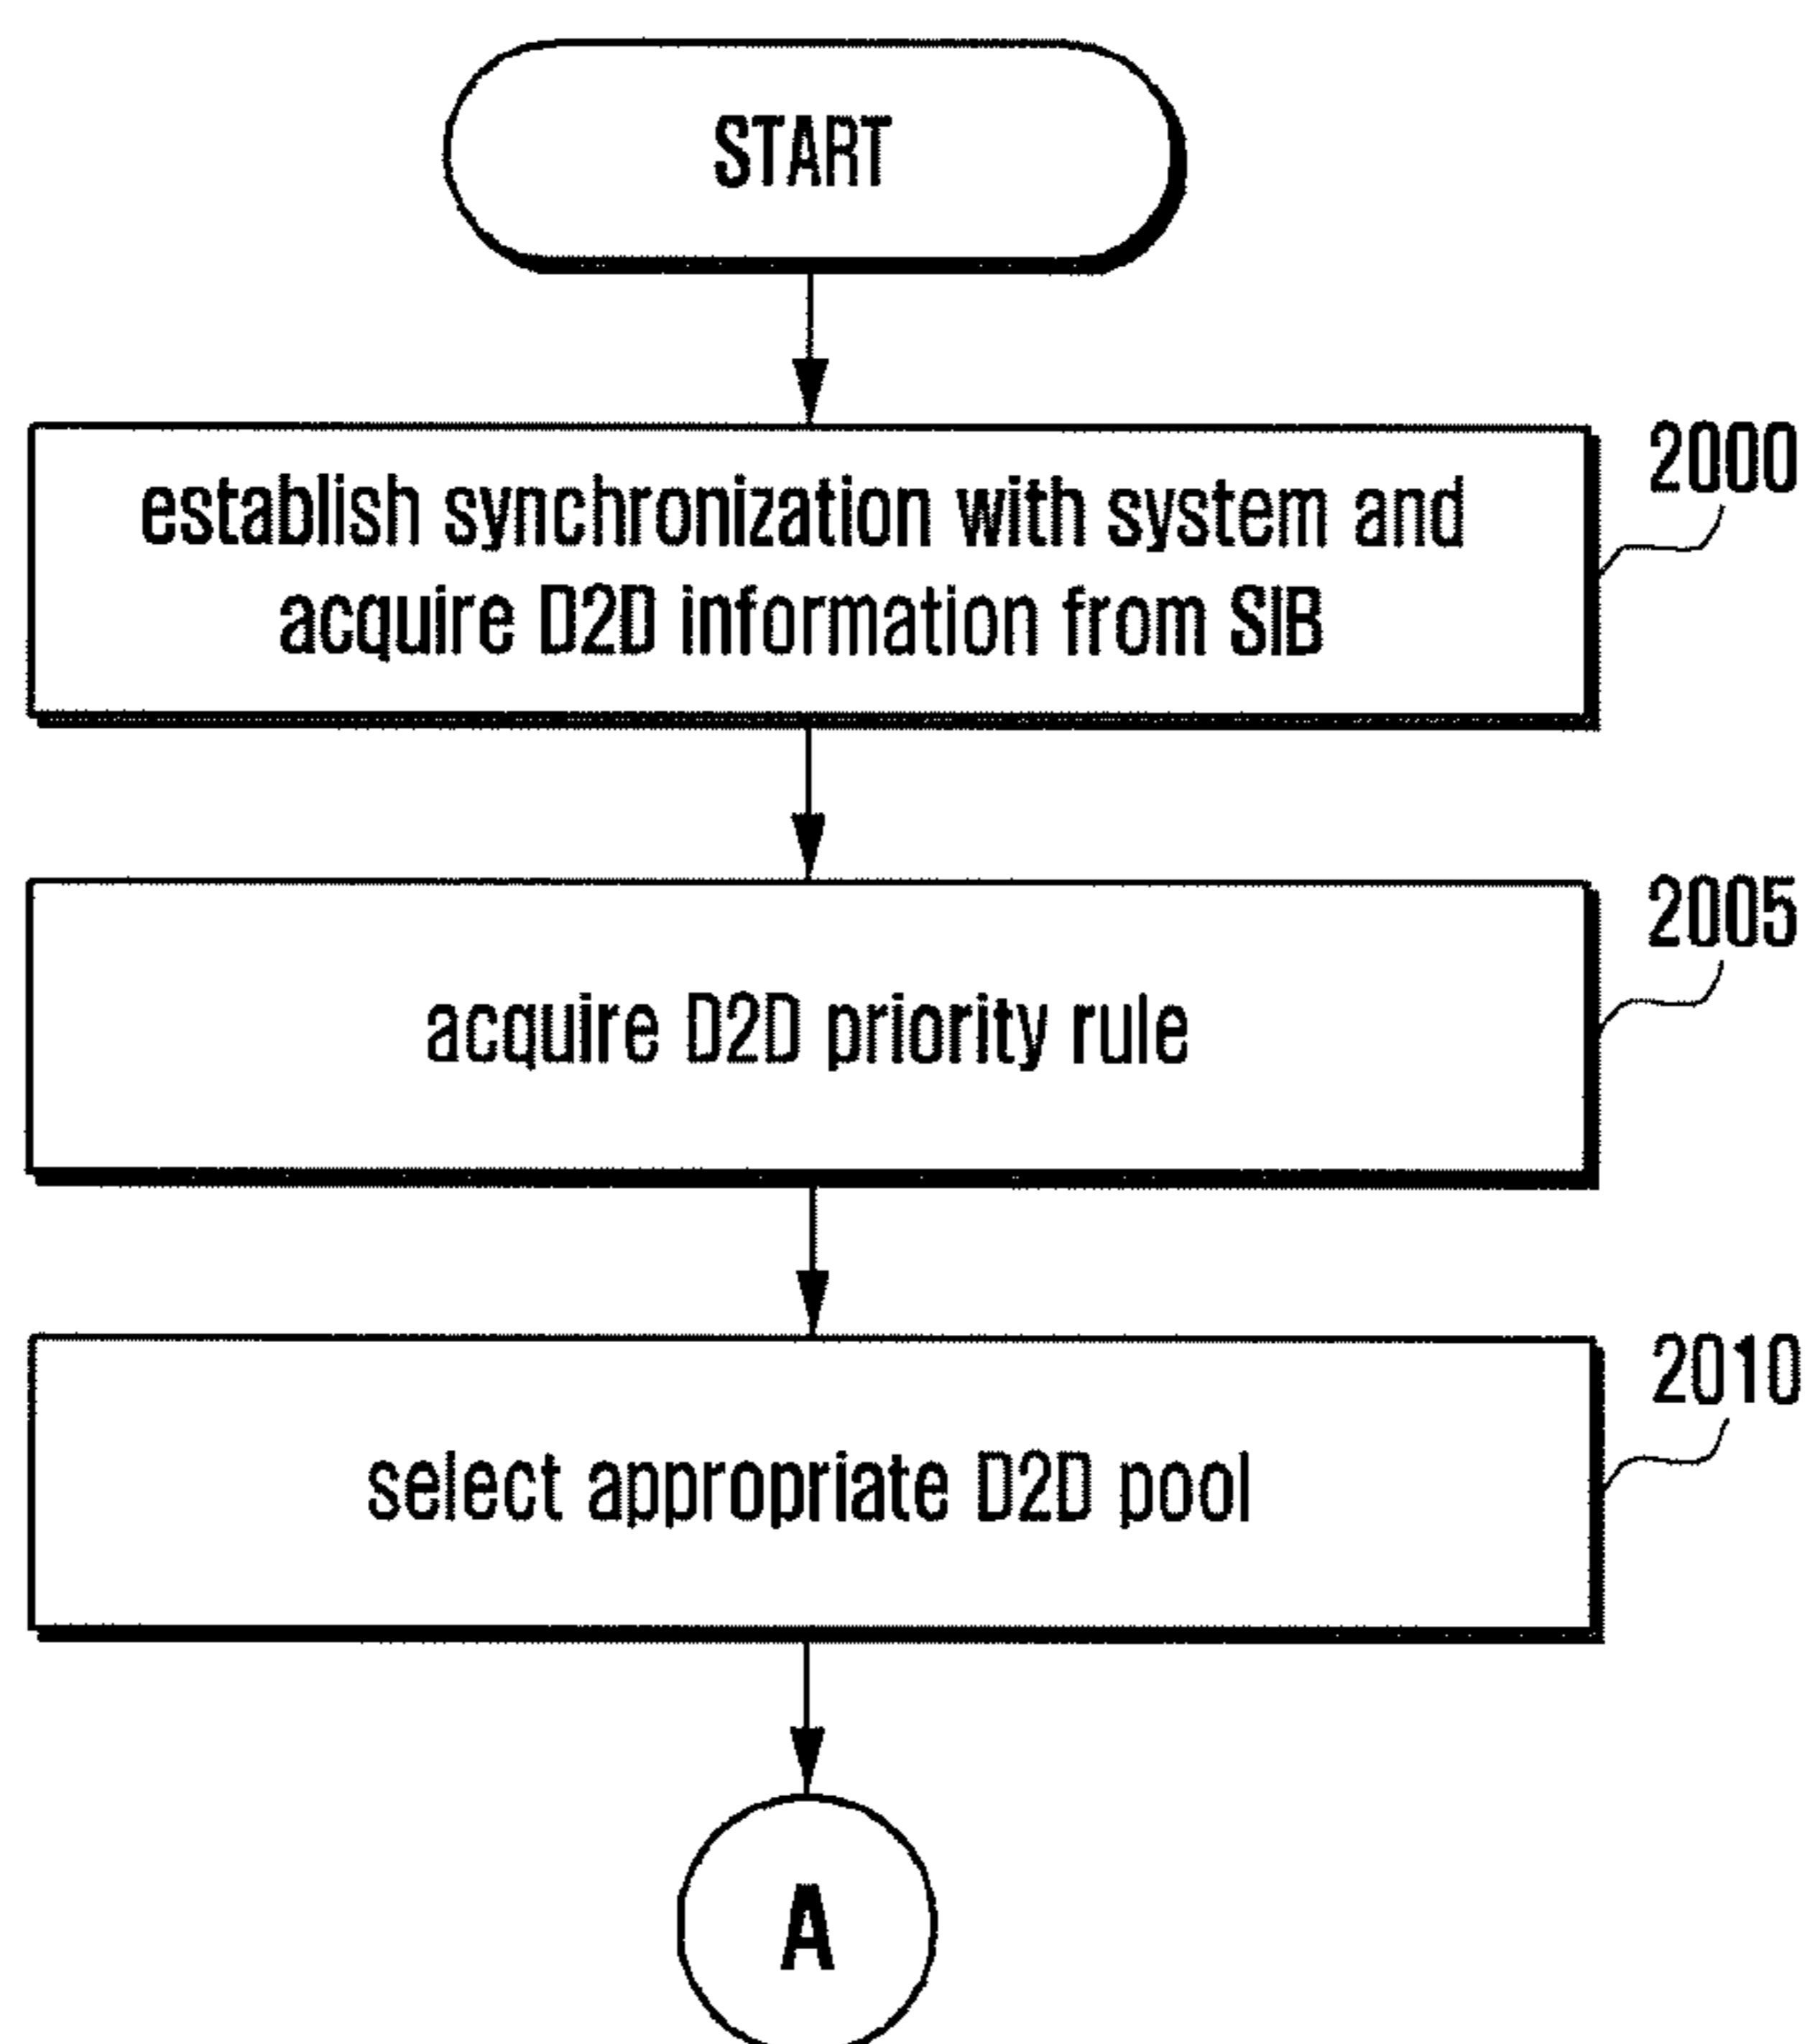 START
2000
establish synchronization with system and
acquire D2D information from SIB
2005
acquire D2D priority rule
2010
select appropriate D2D pool
A